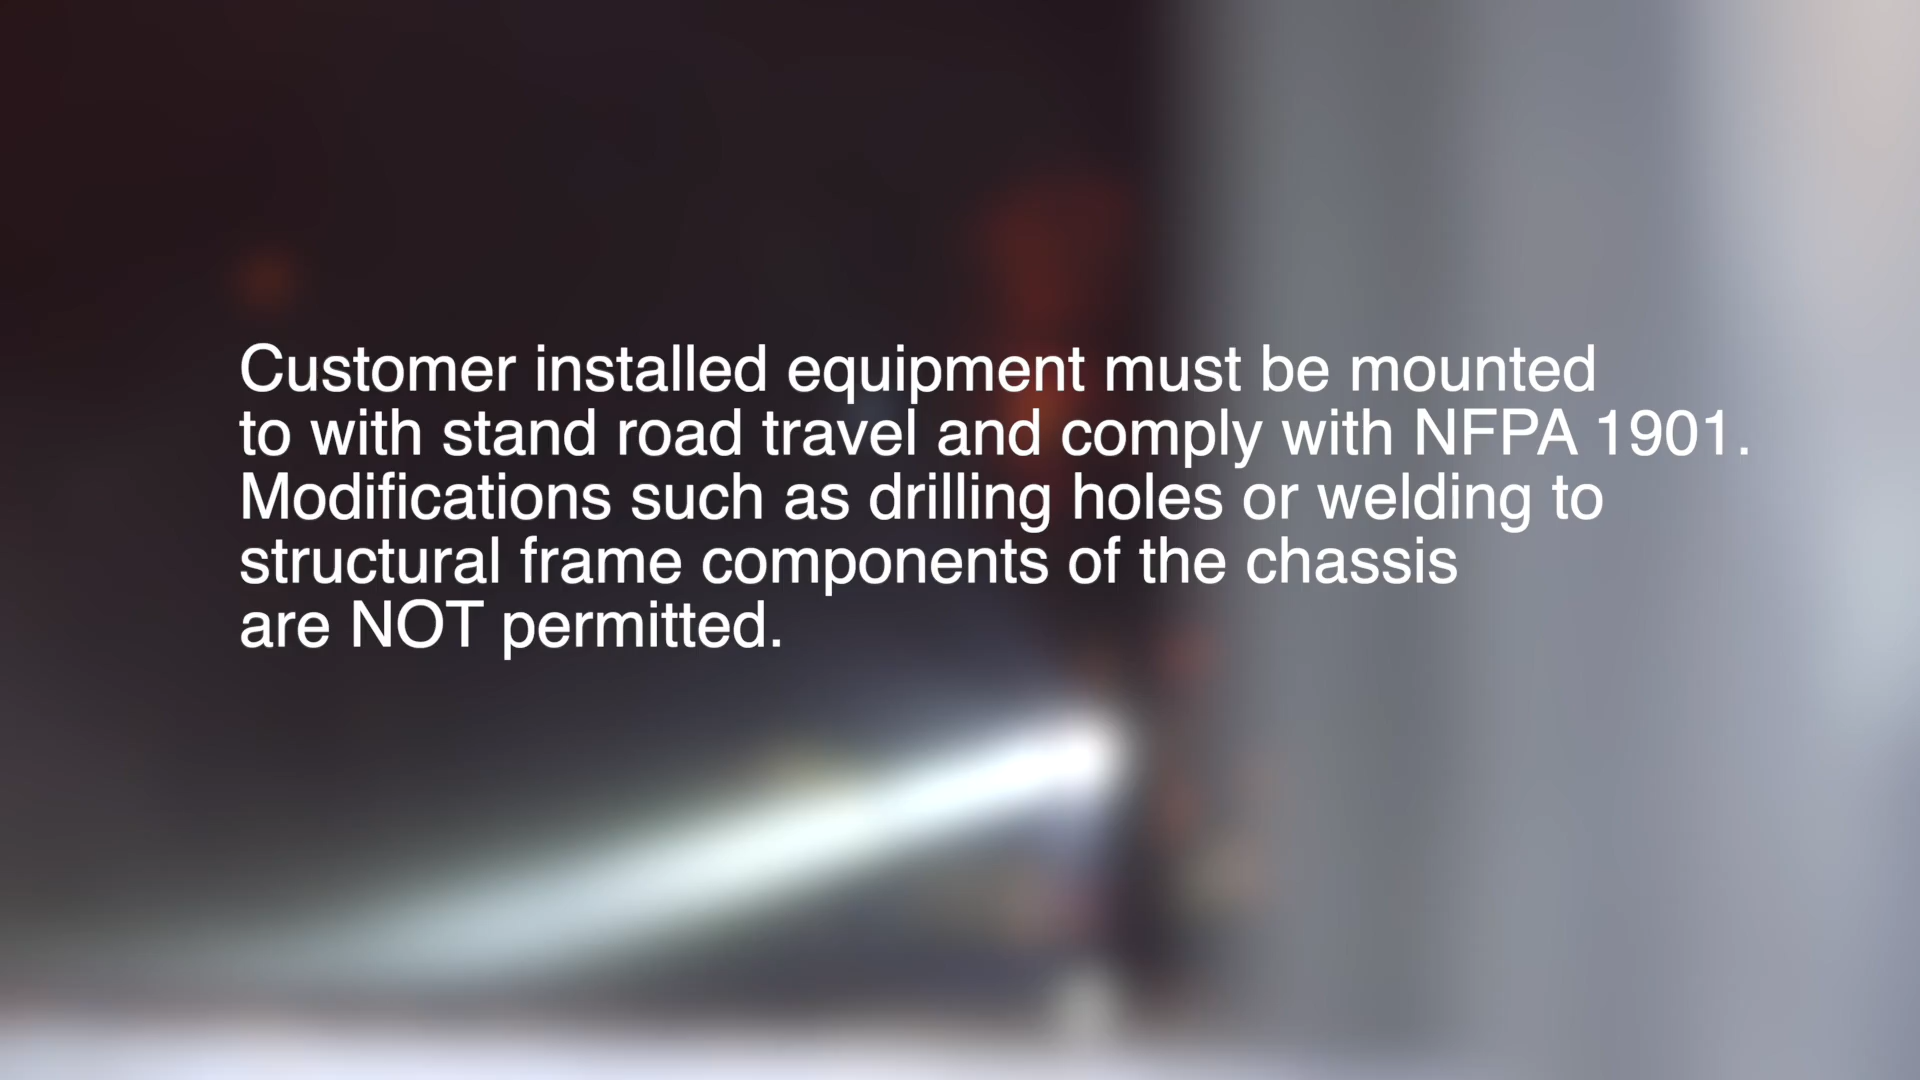 Customer installed equipment must be mounted
to with stand road travel and comply with NFPA 1901.
Modifications such as drilling holes or welding to
structural frame components of the chassis
are NOT permitted.